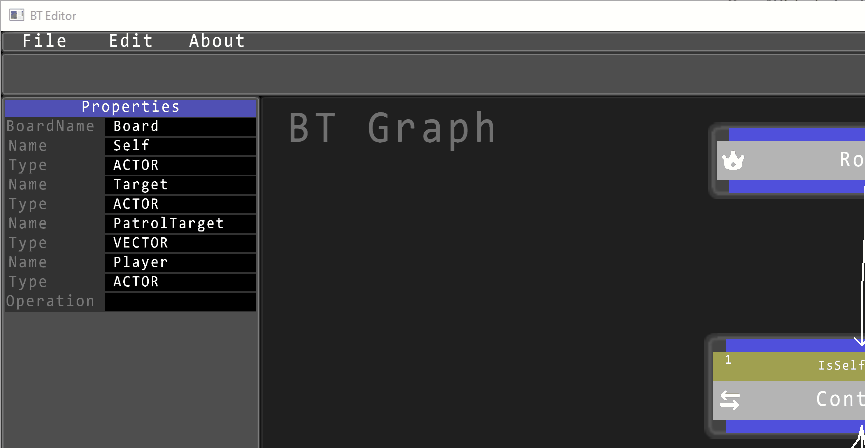 BT Editor
File Edit About
Properties
BoardName Board
Name Self
Type ACTOR
Name Target
Type ACTOR
Name PatrolTarget
Type VECTOR
Name Player
Type ACTOR
Operation
BT Graph
Ro
1
IsSelf
Cont